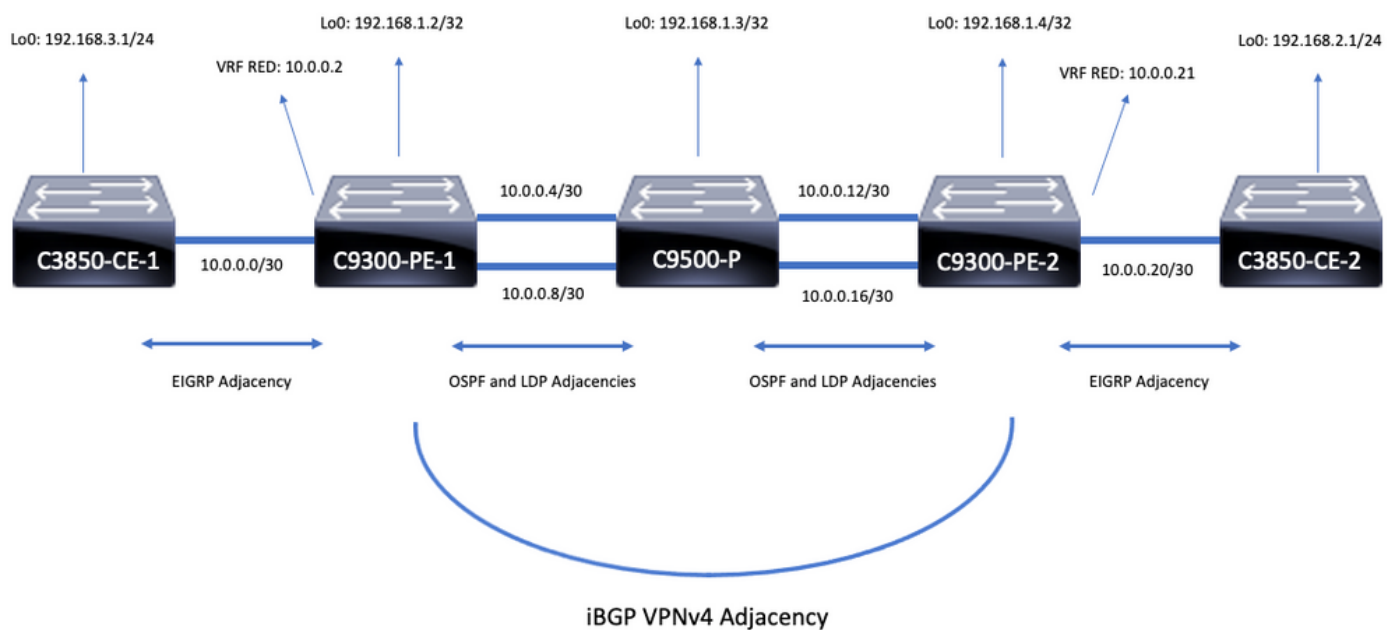 Lo0: 192.168.3.1/24
Lo0: 192.168.1.2/32
Lo0: 192.168.1.3/32
Lo0: 192.168.1.4/32
Lo0: 192.168.2.1/24
VRF RED: 10.0.0.2
VRF RED: 10.0.0.21
C3850-CE-1
10.0.0.0/30
C9300-PE-1
10.0.0.4/30
10.0.0.8/30
C9500-P
10.0.0.12/30
10.0.0.16/30
C9300-PE-2
10.0.0.20/30
C3850-CE-2
EIGRP Adjacency
OSPF and LDP Adjacencies
OSPF and LDP Adjacencies
EIGRP Adjacency
iBGP VPNv4 Adjacency